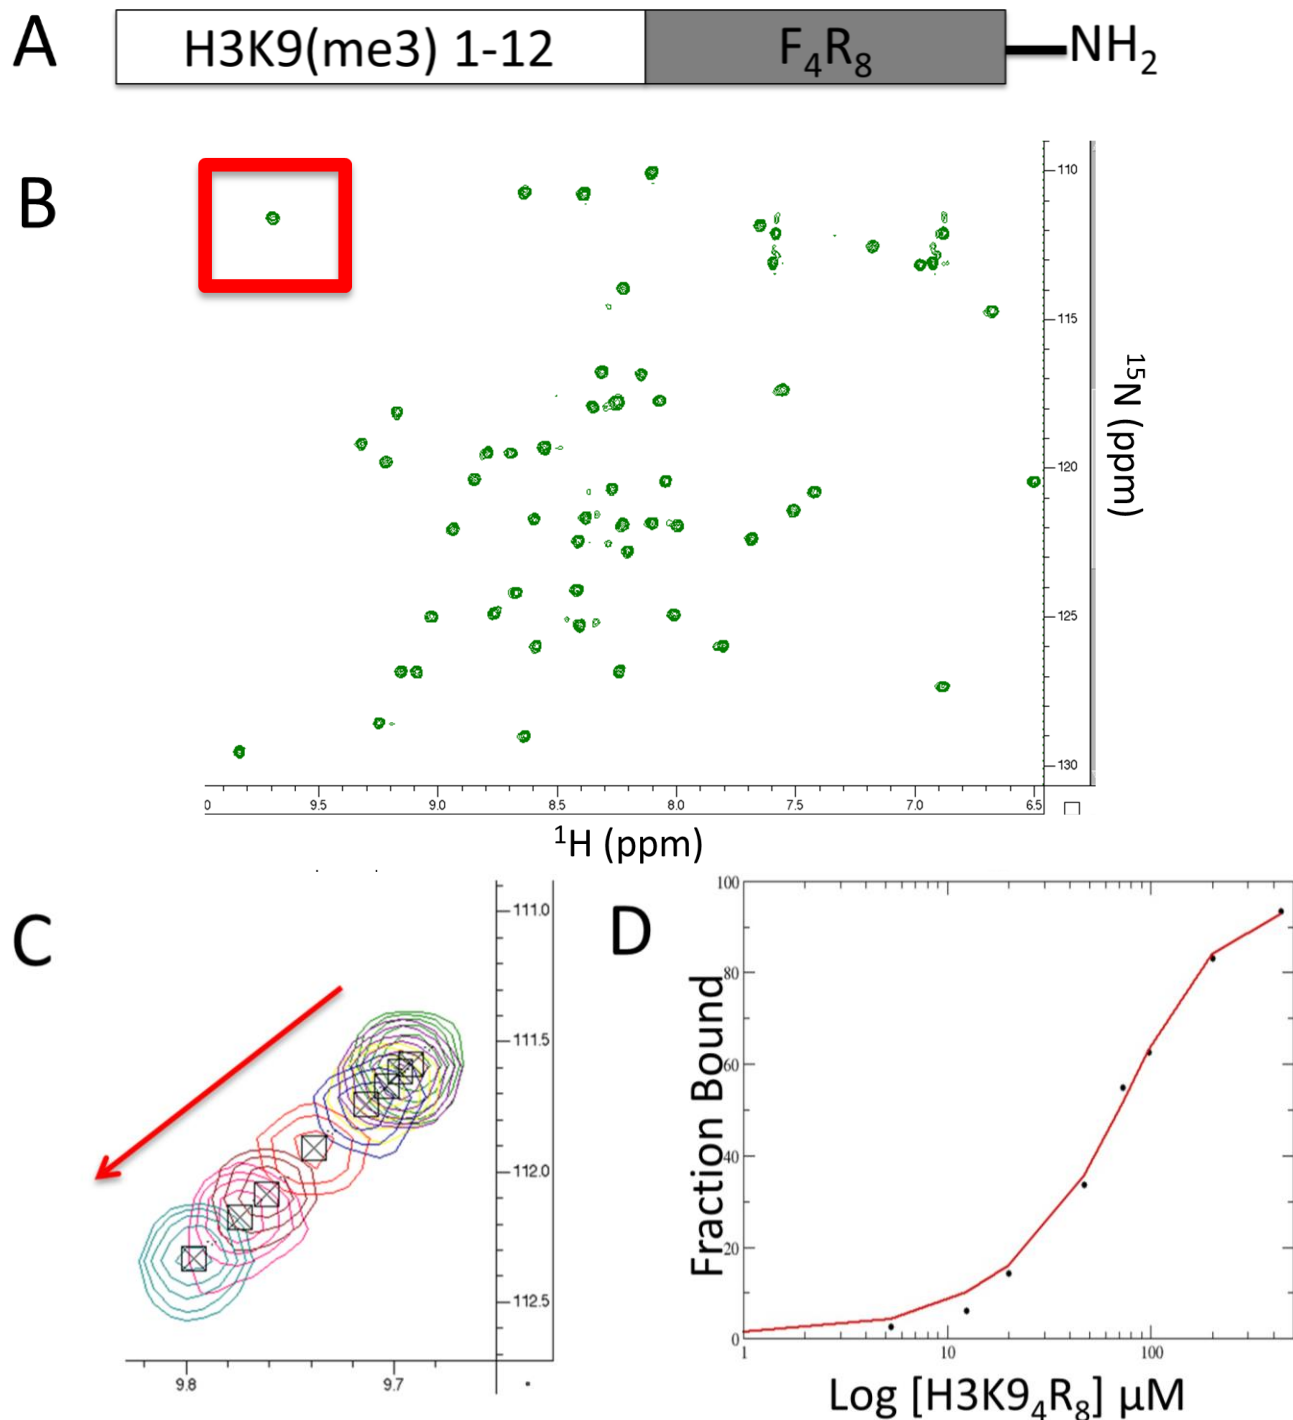 A
H3K9(me3) 1-12
F₄R₈
NH₂
B
110
115
120
125
130
¹⁵N (ppm)
0 9.5 9.0 8.5 8.0 7.5 7.0 6.5
¹H (ppm)
C
111.0
111.5
112.0
112.5
9.8 9.7
D
Fraction Bound
100
80
60
40
20
0
1 10 100
Log [H3K9₄R₈] µM